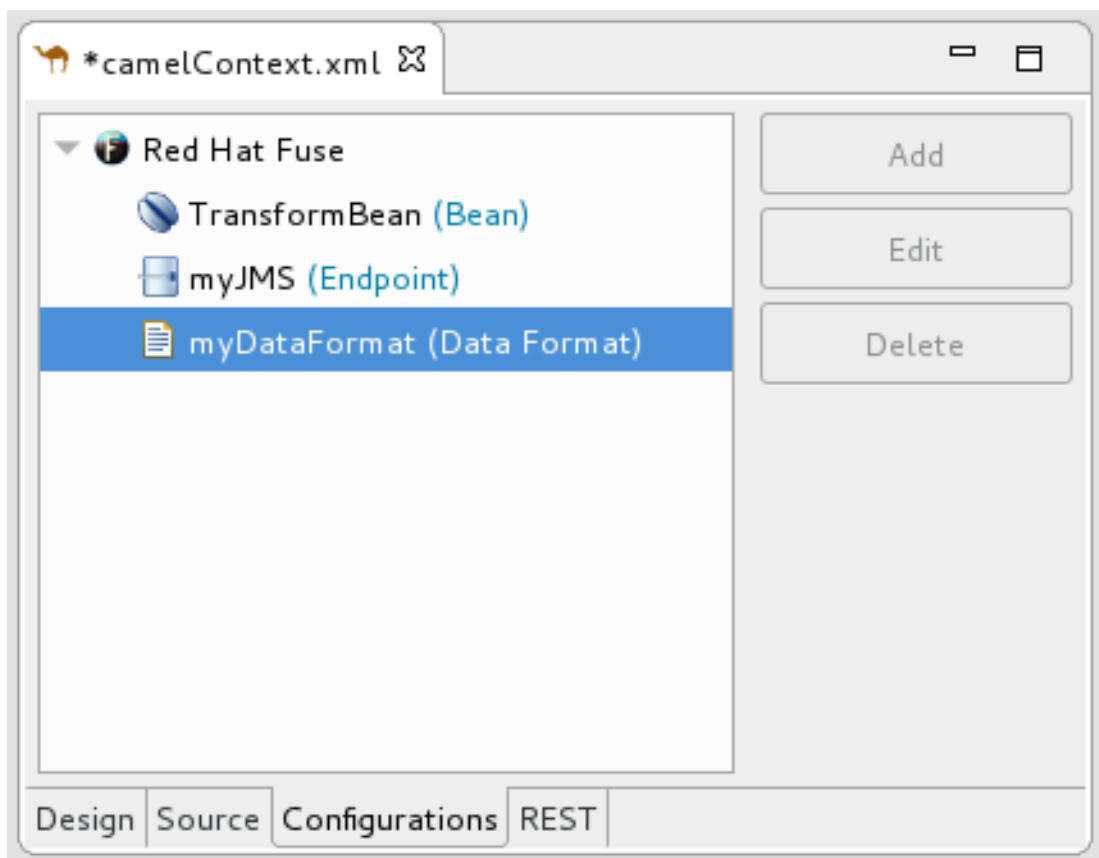 *camelContext.xml
Red Hat Fuse
TransformBean (Bean)
myJMS (Endpoint)
myDataFormat (Data Format)
Add
Edit
Delete
Design Source Configurations REST